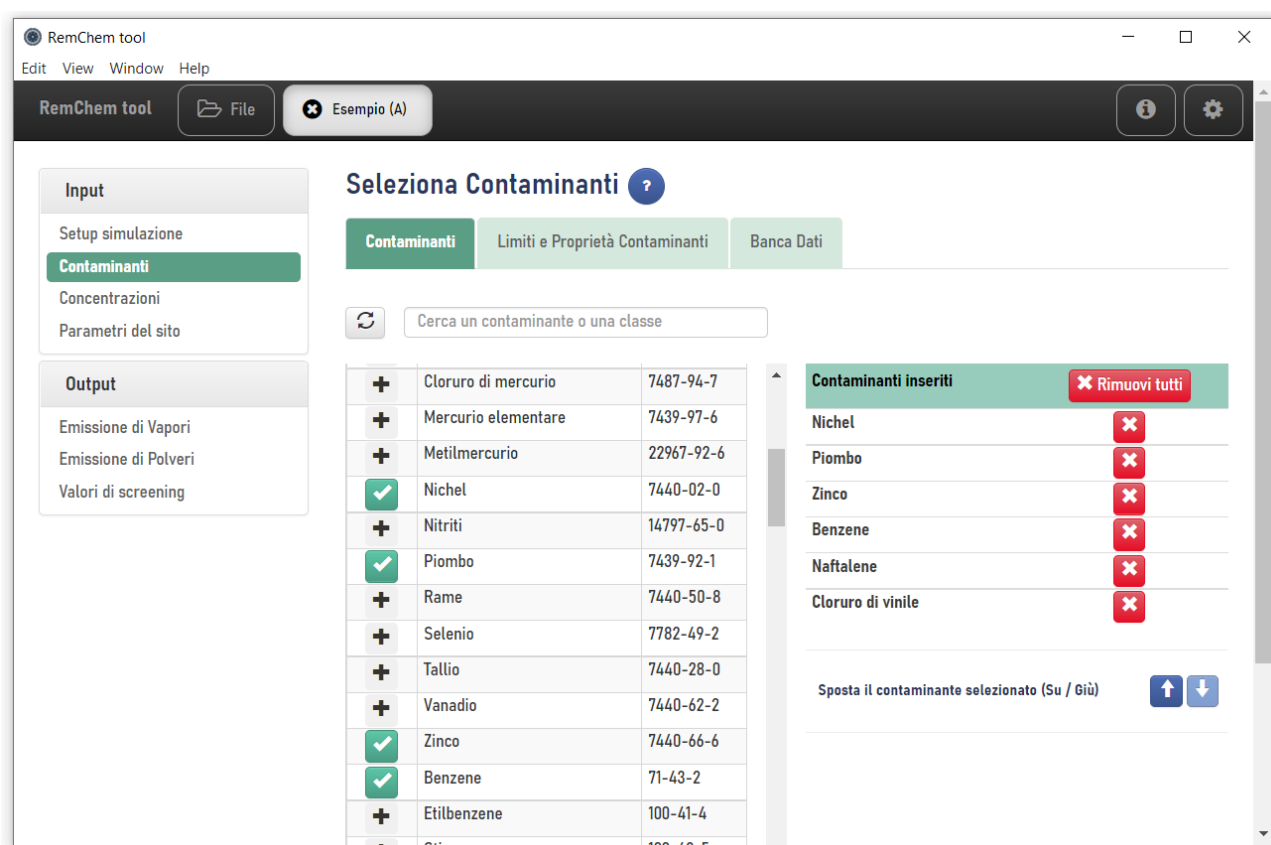 RemChem tool
Edit View Window Help
RemChem tool File Esempio (A)
Input
Setup simulazione
Contaminanti
Concentrazioni
Parametri del sito
Output
Emissione di Vapori
Emissione di Polveri
Valori di screening
Seleziona Contaminanti ?
Contaminanti Limiti e Proprietà Contaminanti Banca Dati
Cerca un contaminante o una classe
Cloruro di mercurio 7487-94-7
Mercurio elementare 7439-97-6
Metilmercurio 22967-92-6
Nichel 7440-02-0
Nitriti 14797-65-0
Piombo 7439-92-1
Rame 7440-50-8
Selenio 7782-49-2
Tallio 7440-28-0
Vanadio 7440-62-2
Zinco 7440-66-6
Benzene 71-43-2
Etilbenzene 100-41-4
Contaminanti inseriti Rimuovi tutti
Nichel
Piombo
Zinco
Benzene
Naftalene
Cloruro di vinile
Sposta il contaminante selezionato (Su / Giù)